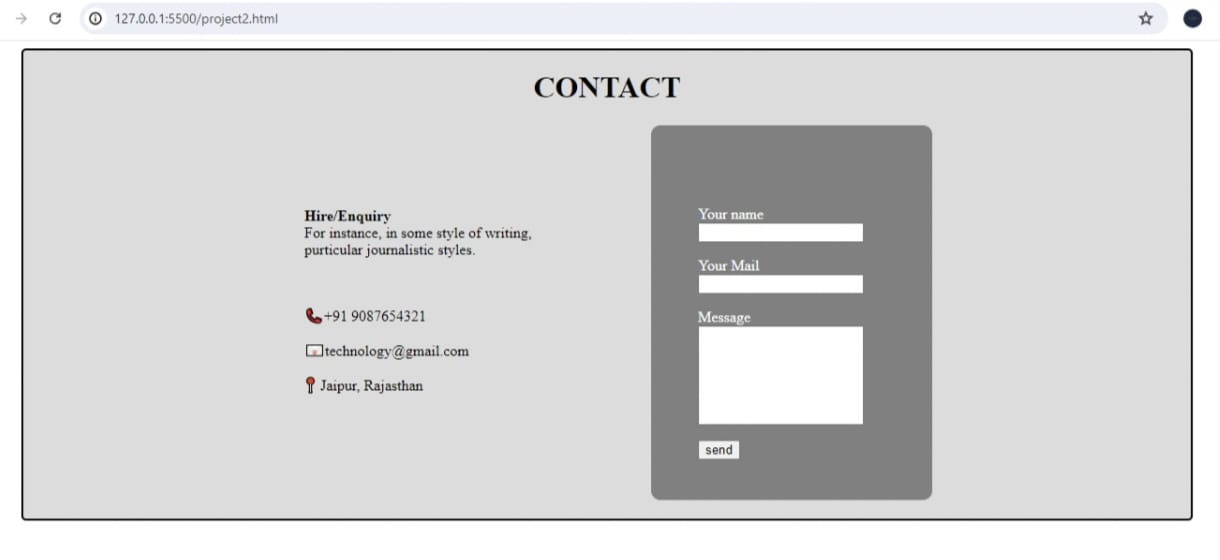 127.0.0.1:5500/project2.html
CONTACT
Hire/Enquiry
For instance, in some style of writing,
purticular journalistic styles.
+91 9087654321
technology@gmail.com
Jaipur, Rajasthan
Your name
Your Mail
Message
send